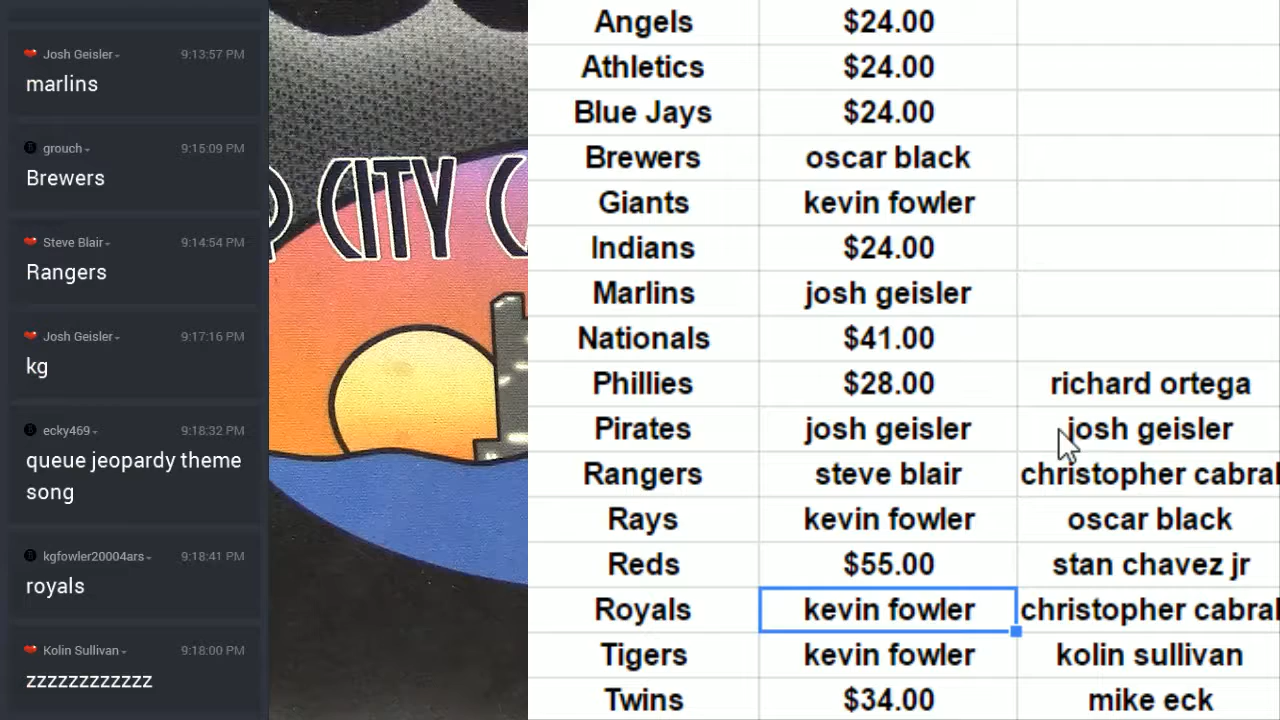 Josh Geisler 9:13:57 PM
marlins
grouch 9:15:09 PM
Brewers
Steve Blair 9:14:54 PM
Rangers
Josh Geisler 9:17:16 PM
kg
ecky469 9:18:32 PM
queue jeopardy theme
song
kgfowler20004ars 9:18:41 PM
royals
Kolin Sullivan 9:18:00 PM
zzzzzzzzzzzz
CITY
Angels $24.00
Athletics $24.00
Blue Jays $24.00
Brewers oscar black
Giants kevin fowler
Indians $24.00
Marlins josh geisler
Nationals $41.00
Phillies $28.00 richard ortega
Pirates josh geisler josh geisler
Rangers steve blair christopher cabral
Rays kevin fowler oscar black
Reds $55.00 stan chavez jr
Royals kevin fowler christopher cabral
Tigers kevin fowler kolin sullivan
Twins $34.00 mike eck